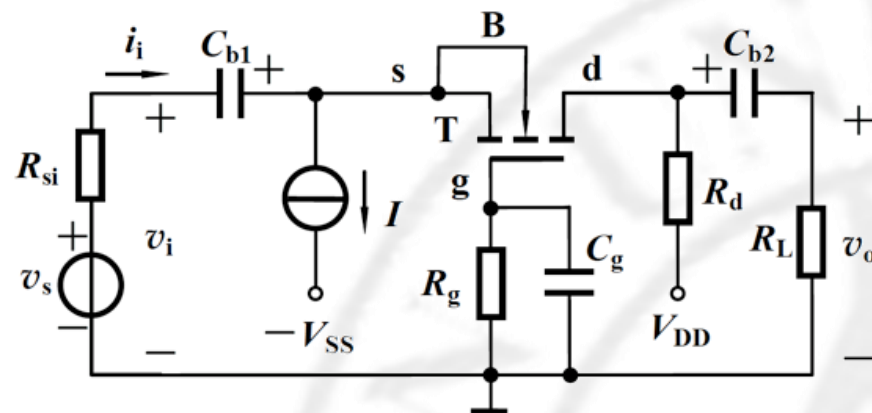 i_i
C_b1
+
s
B
d
+
C_b2
+
T
+
R_si
g
I
R_d
+
v_i
R_L
v_o
v_s
R_g
C_g
−
−V_SS
V_DD
−
−